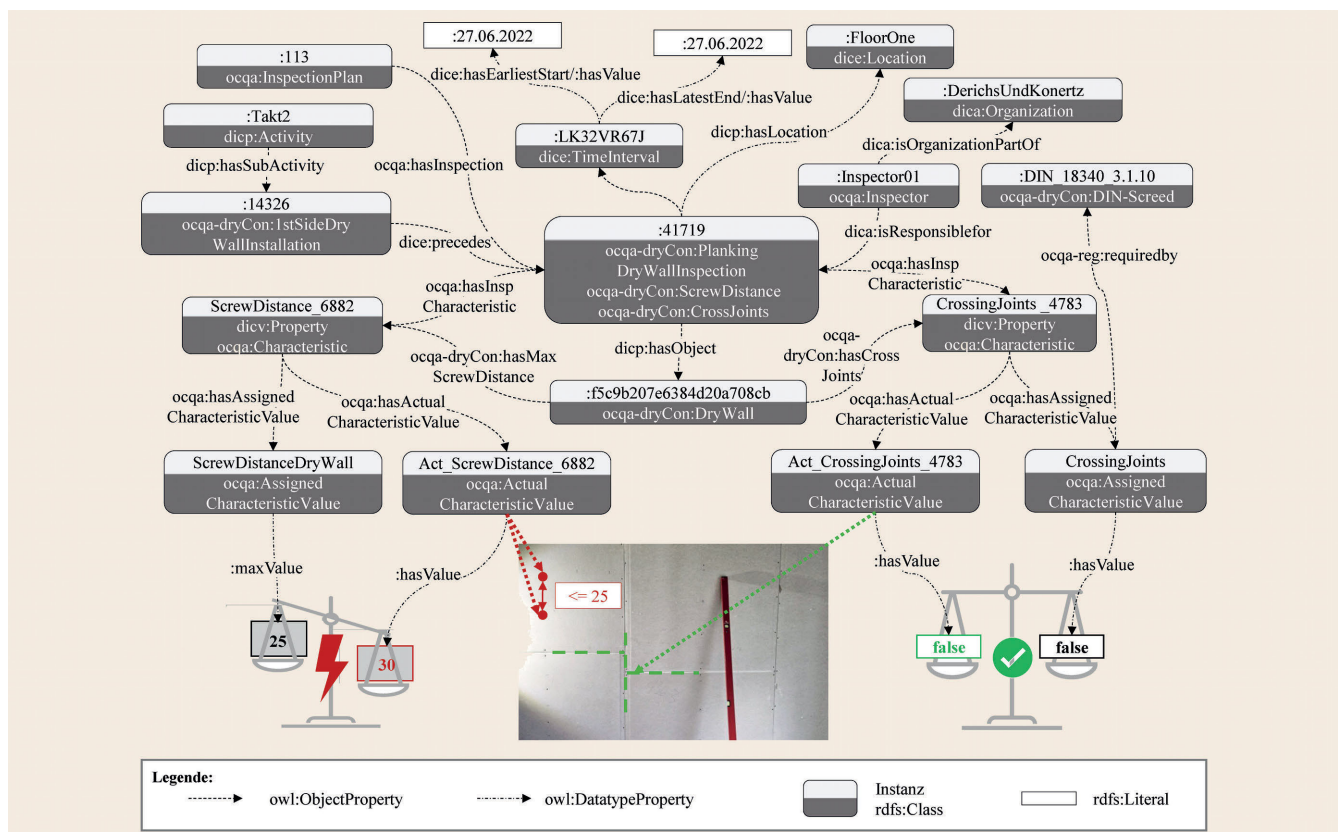 :27.06.2022
:27.06.2022
:FloorOne
dice:Location
:113
ocqa:InspectionPlan
dice:hasEarliestStart/:hasValue
dice:hasLatestEnd/:hasValue
:DerichsUndKonertz
dica:Organization
:Takt2
dicp:Activity
:LK32VR67J
dice:TimeInterval
dicp:hasLocation
dica:isOrganizationPartOf
dicp:hasSubActivity
ocqa:hasInspection
:Inspector01
ocqa:Inspector
:DIN_18340_3.1.10
ocqa-dryCon:DIN-Screed
:14326
ocqa-dryCon:1stSideDry
WallInstallation
dice:precedes
:41719
ocqa-dryCon:Planking
DryWallInspection
ocqa-dryCon:ScrewDistance
ocqa-dryCon:CrossJoints
dica:isResponsiblefor
ocqa-reg:requiredby
ocqa:hasInsp
Characteristic
ocqa:hasInsp
Characteristic
ScrewDistance_6882
dicv:Property
ocqa:Characteristic
CrossingJoints_4783
dicv:Property
ocqa:Characteristic
dicp:hasObject
ocqa-dryCon:hasMax
ScrewDistance
ocqa-
dryCon:hasCross
Joints
:f5c9b207e6384d20a708cb
ocqa-dryCon:DryWall
ocqa:hasAssigned
CharacteristicValue
ocqa:hasActual
CharacteristicValue
ocqa:hasActual
CharacteristicValue
ocqa:hasAssigned
CharacteristicValue
ScrewDistanceDryWall
ocqa:Assigned
CharacteristicValue
Act_ScrewDistance_6882
ocqa:Actual
CharacteristicValue
Act_CrossingJoints_4783
ocqa:Actual
CharacteristicValue
CrossingJoints
ocqa:Assigned
CharacteristicValue
:maxValue
:hasValue
:hasValue
:hasValue
<= 25
25
30
false
false
Legende:
owl:ObjectProperty
owl:DatatypeProperty
Instanz
rdfs:Class
rdfs:Literal